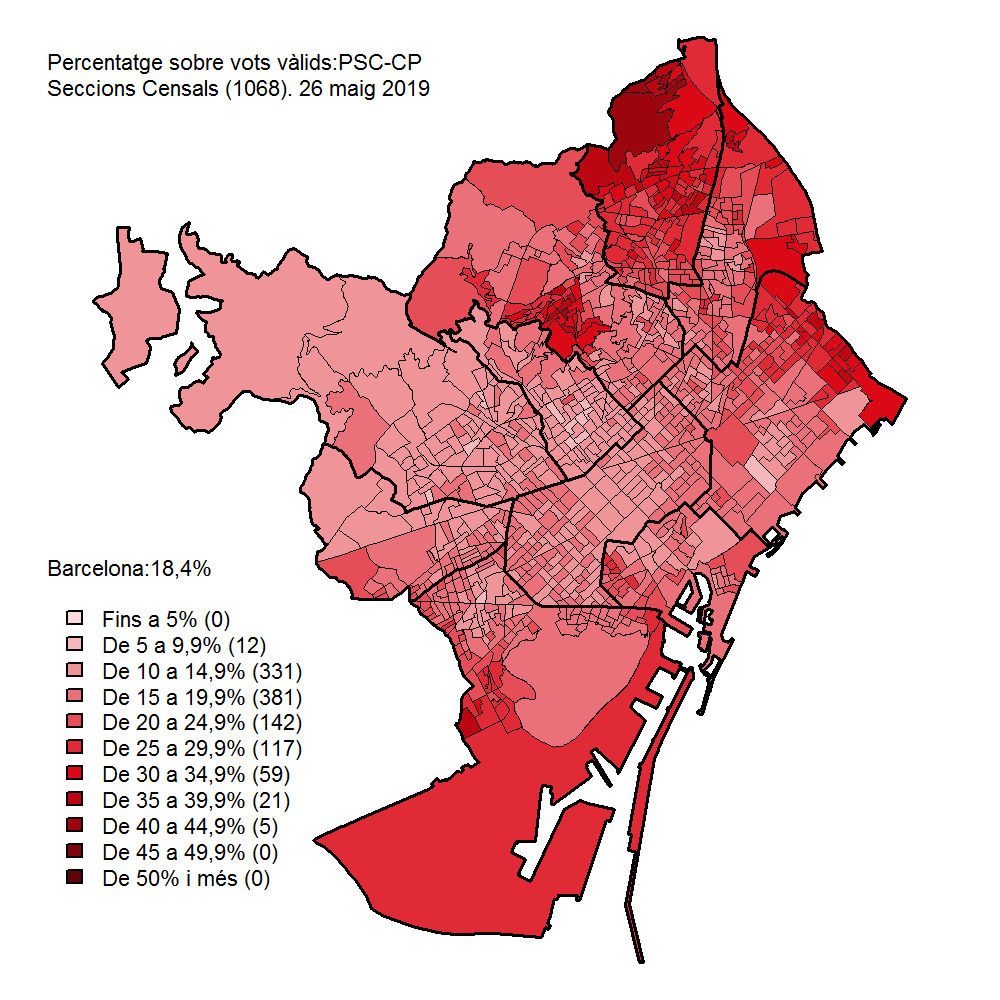 Percentatge sobre vots vàlids:PSC-CP
Seccions Censals (1068). 26 maig 2019
Barcelona:18,4%
Fins a 5% (0)
De 5 a 9,9% (12)
De 10 a 14,9% (331)
De 15 a 19,9% (381)
De 20 a 24,9% (142)
De 25 a 29,9% (117)
De 30 a 34,9% (59)
De 35 a 39,9% (21)
De 40 a 44,9% (5)
De 45 a 49,9% (0)
De 50% i més (0)